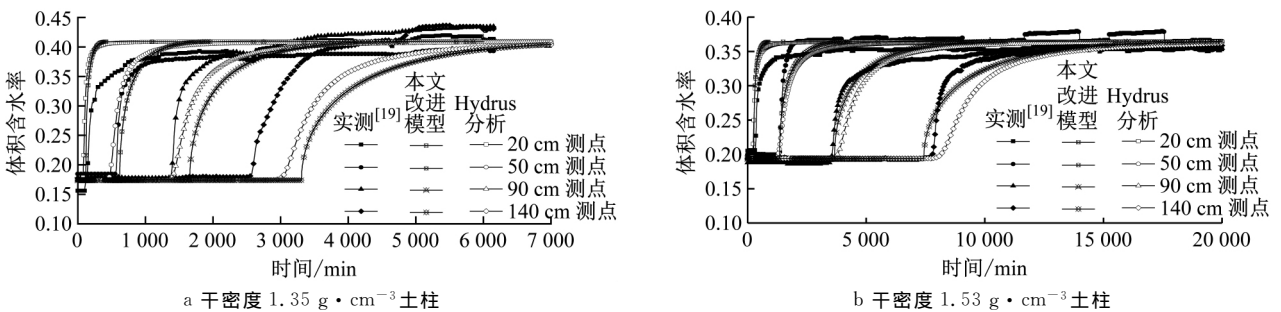 0.45
0.40
0.35
0.30
0.25
0.20
0.15
0.10
体积含水率
0 1 000 2 000 3 000 4 000 5 000 6 000 7 000
时间/min
本文
改进 Hydrus
实测[19] 模型 分析
20 cm 测点
50 cm 测点
90 cm 测点
140 cm 测点
a 干密度 1.35 g·cm⁻³土柱
0.40
0.35
0.30
0.25
0.20
0.15
0.10
体积含水率
0 5 000 10 000 15 000 20 000
时间/min
本文
改进 Hydrus
实测[19] 模型 分析
20 cm 测点
50 cm 测点
90 cm 测点
140 cm 测点
b 干密度 1.53 g·cm⁻³土柱